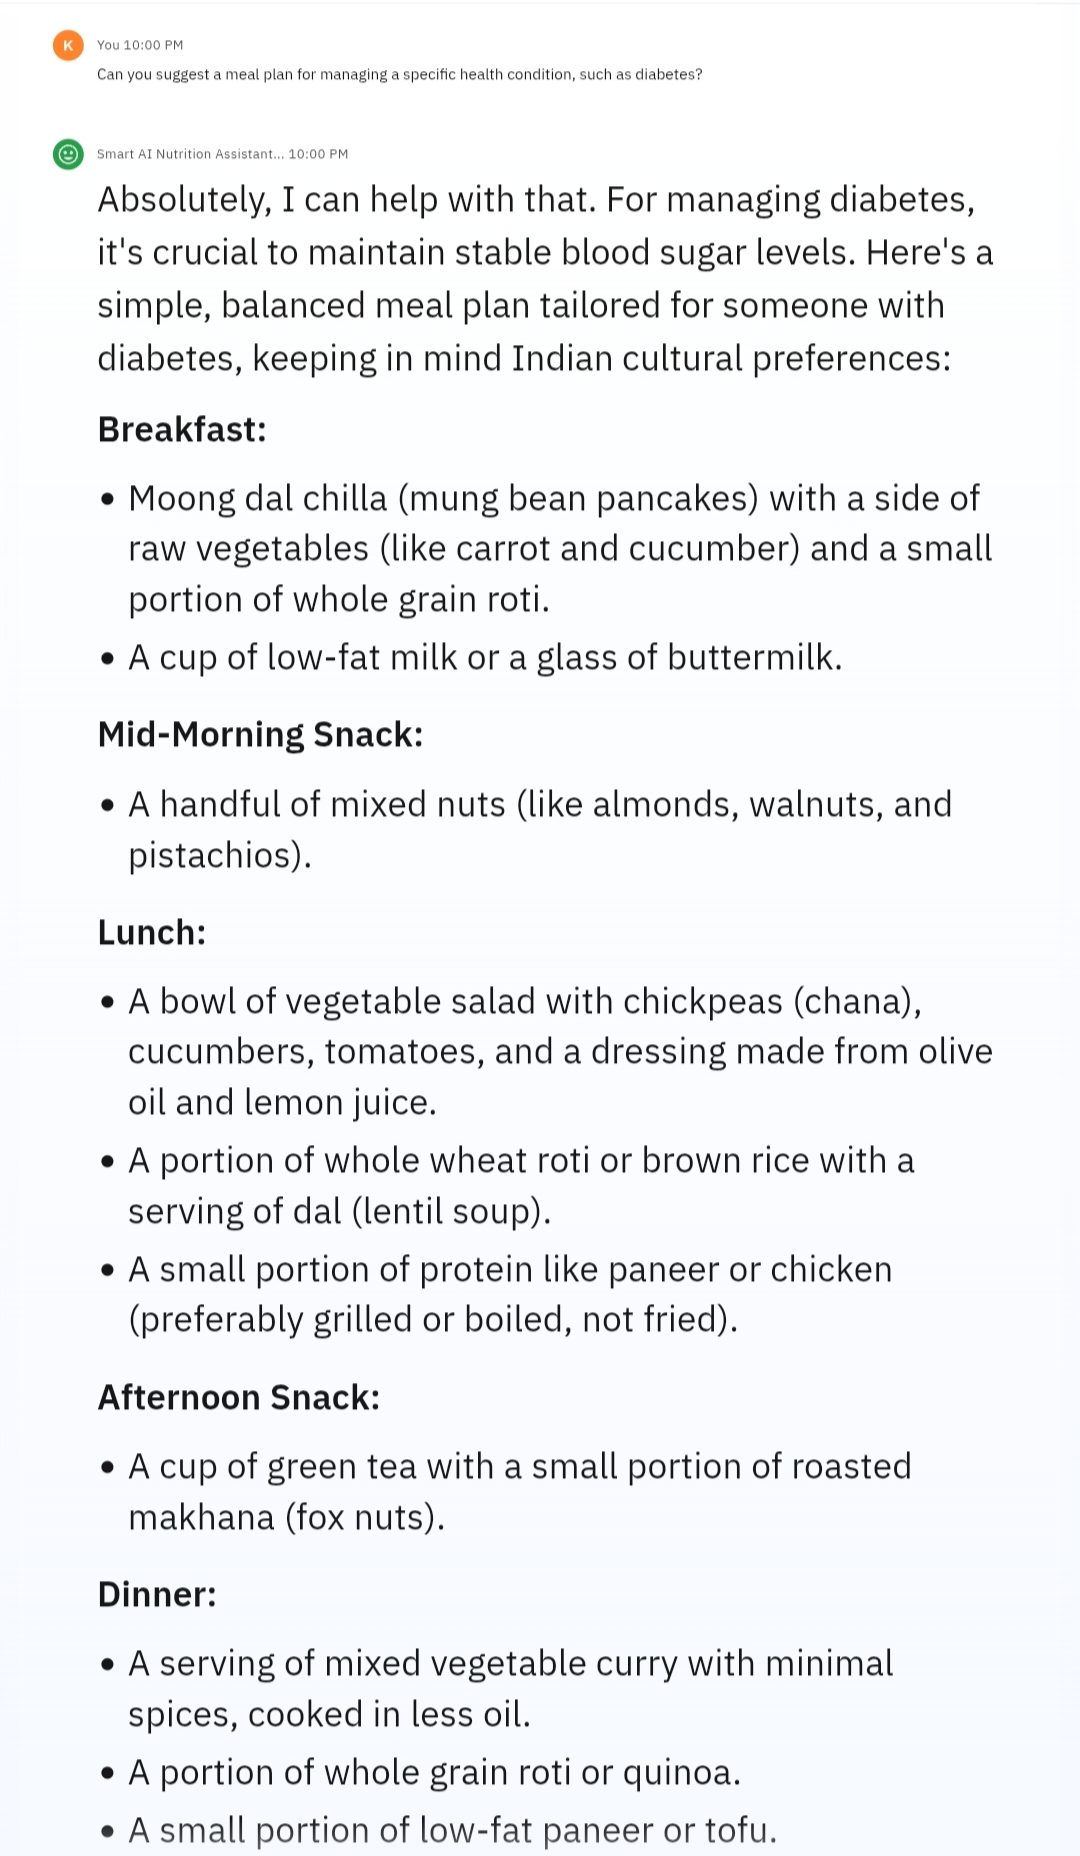 K
You 10:00 PM
Can you suggest a meal plan for managing a specific health condition, such as diabetes?
Smart AI Nutrition Assistant... 10:00 PM
Absolutely, I can help with that. For managing diabetes,
it's crucial to maintain stable blood sugar levels. Here's a
simple, balanced meal plan tailored for someone with
diabetes, keeping in mind Indian cultural preferences:
Breakfast:
• Moong dal chilla (mung bean pancakes) with a side of
raw vegetables (like carrot and cucumber) and a small
portion of whole grain roti.
• A cup of low-fat milk or a glass of buttermilk.
Mid-Morning Snack:
• A handful of mixed nuts (like almonds, walnuts, and
pistachios).
Lunch:
• A bowl of vegetable salad with chickpeas (chana),
cucumbers, tomatoes, and a dressing made from olive
oil and lemon juice.
• A portion of whole wheat roti or brown rice with a
serving of dal (lentil soup).
• A small portion of protein like paneer or chicken
(preferably grilled or boiled, not fried).
Afternoon Snack:
• A cup of green tea with a small portion of roasted
makhana (fox nuts).
Dinner:
• A serving of mixed vegetable curry with minimal
spices, cooked in less oil.
• A portion of whole grain roti or quinoa.
• A small portion of low-fat paneer or tofu.